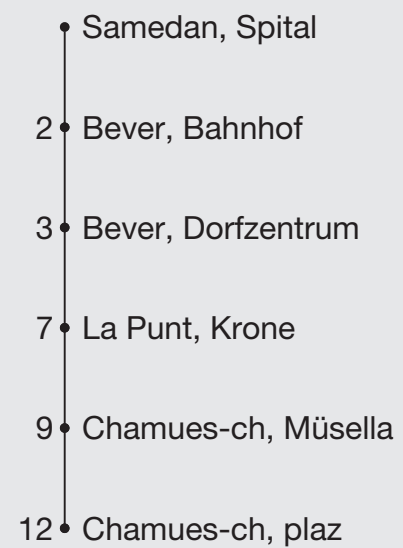 Samedan, Spital
2 Bever, Bahnhof
3 Bever, Dorfzentrum
7 La Punt, Krone
9 Chamues-ch, Müsella
12 Chamues-ch, plaz